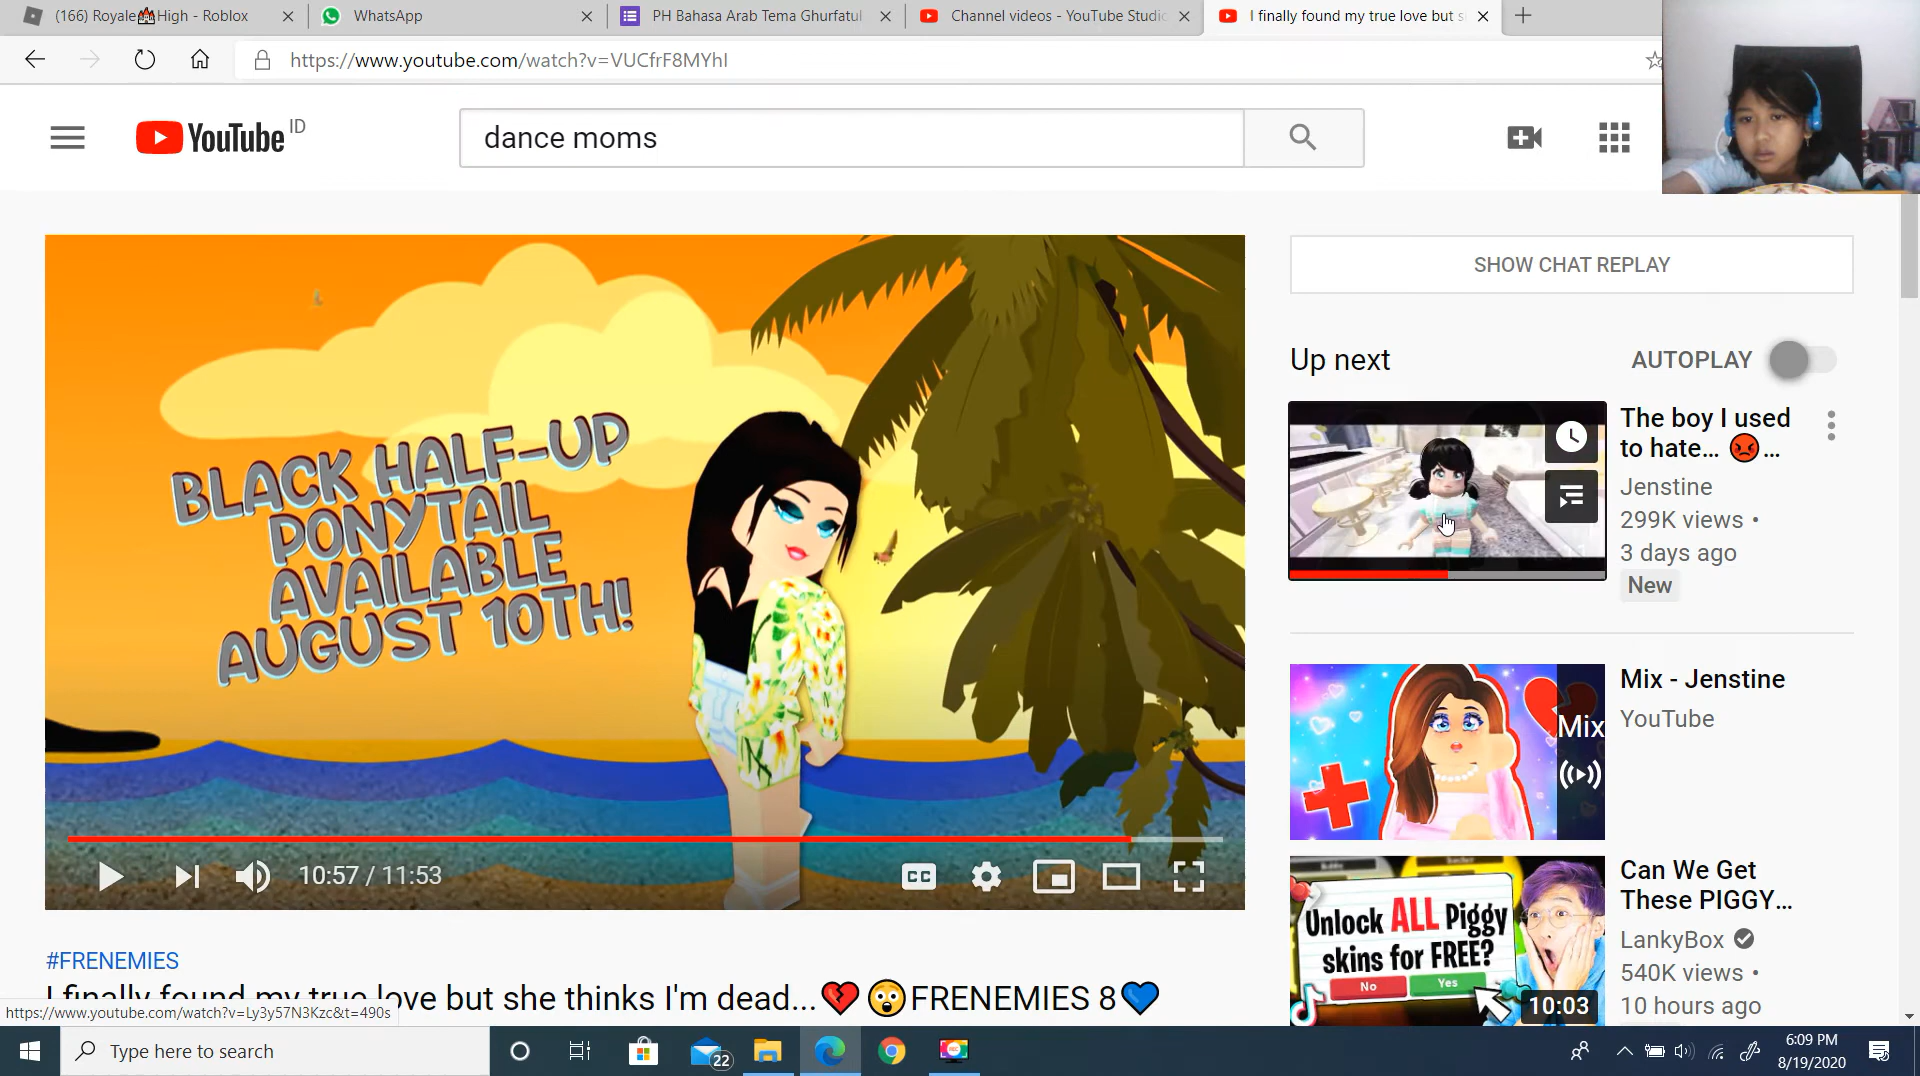 (166) Royale🏰High - Roblox
WhatsApp
PH Bahasa Arab Tema Ghurfatul
Channel videos - YouTube Studio
I finally found my true love but s
https://www.youtube.com/watch?v=VUCfrF8MYhI
YouTube ID
dance moms
SHOW CHAT REPLAY
BLACK HALF-UP
PONYTAIL
AVAILABLE
AUGUST 10TH!
10:57 / 11:53
CC
#FRENEMIES
I finally found my true love but she thinks I'm dead...💔😲FRENEMIES 8💙
https://www.youtube.com/watch?v=Ly3y57N3Kzc&t=490s
Up next
AUTOPLAY
The boy I used
to hate... 😡...
Jenstine
299K views •
3 days ago
New
Mix
Mix - Jenstine
YouTube
Unlock ALL Piggy
skins for FREE?
No
Yes
10:03
Can We Get
These PIGGY...
LankyBox
540K views •
10 hours ago
Type here to search
22
6:09 PM
8/19/2020